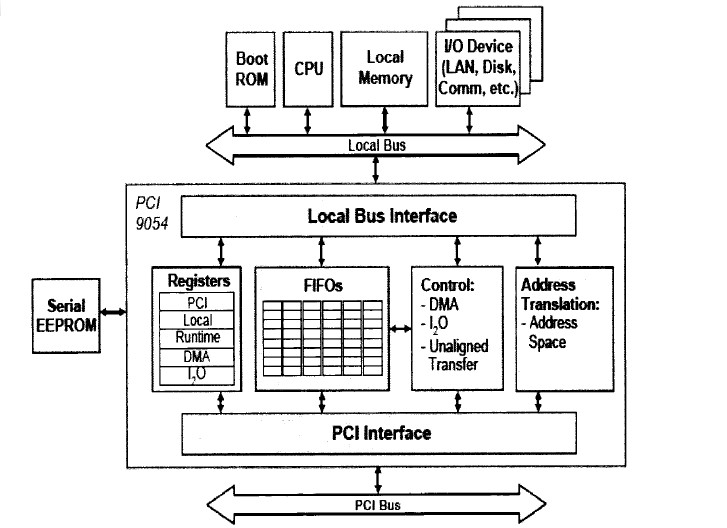 Boot
ROM
CPU
Local
Memory
I/O Device
(LAN, Disk,
Comm, etc.)
Local Bus
PCI
9054
Local Bus Interface
Serial
EEPROM
Registers
PCI
Local
Runtime
DMA
I₂O
FIFOs
Control:
- DMA
- I₂O
- Unaligned
Transfer
Address
Translation:
- Address
Space
PCI Interface
PCI Bus